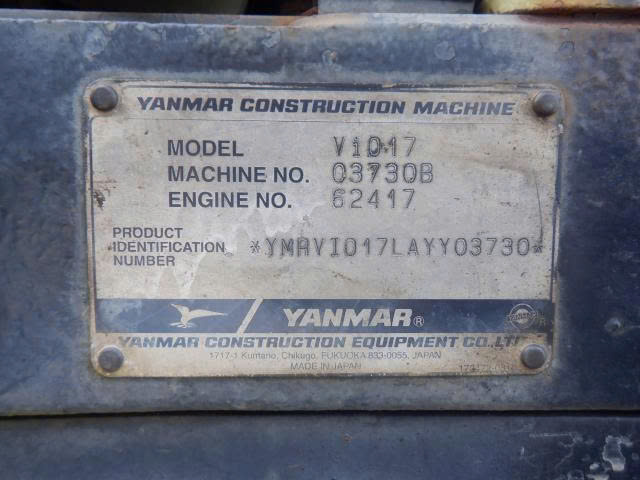 YANMAR CONSTRUCTION MACHINE
MODEL ViO17
MACHINE NO. 03730B
ENGINE NO. 62417
PRODUCT
IDENTIFICATION *YMRVIO17LAYY03730*
NUMBER
YANMAR®
YANMAR CONSTRUCTION EQUIPMENT CO., LTD
1717-1 Kumano, Chikugo, FUKUOKA 833-0055, JAPAN
MADE IN JAPAN